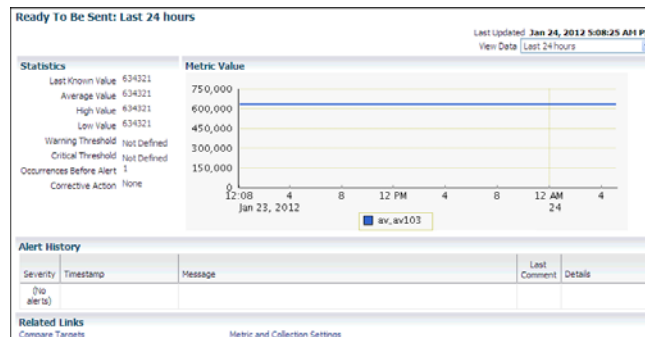 Ready To Be Sent: Last 24 hours
Last Updated Jan 24, 2012 5:08:25 AM P
View Data Last 24 hours
Statistics
Last Known Value 634321
Average Value 634321
High Value 634321
Low Value 634321
Warning Threshold Not Defined
Critical Threshold Not Defined
Occurrences Before Alert 1
Corrective Action None
Metric Value
750,000
600,000
450,000
300,000
150,000
0
12:08 4 8 12 PM 4 8 12 AM 4
Jan 23, 2012 24
av_av103
Alert History
Severity Timestamp Message Last Comment Details
(No alerts)
Related Links
Compare Targets Metric and Collection Settings